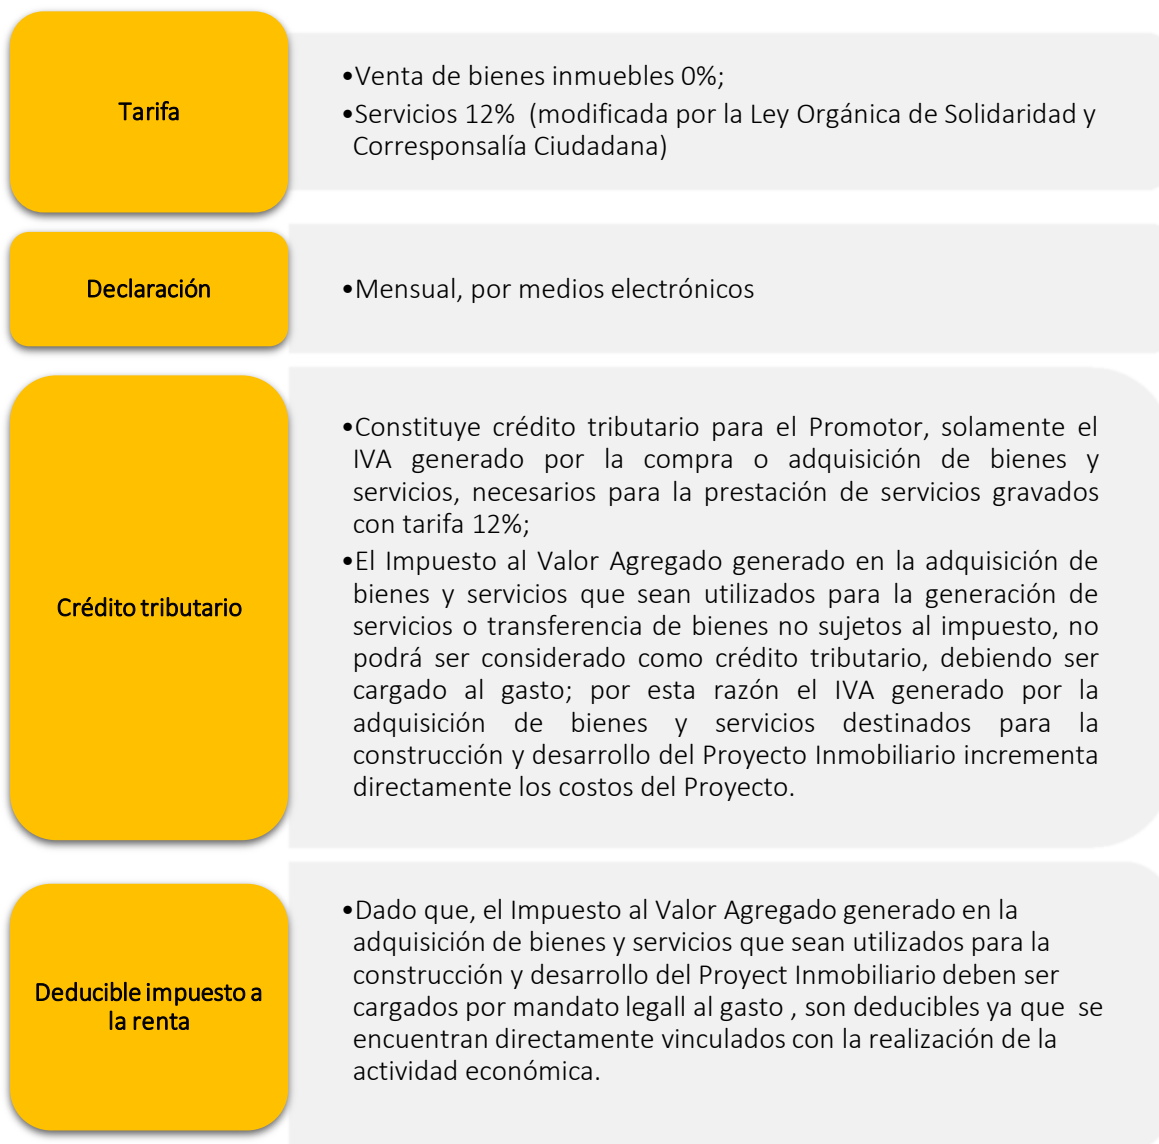 Tarifa
•Venta de bienes inmuebles 0%;
•Servicios 12% (modificada por la Ley Orgánica de Solidaridad y
Corresponsalía Ciudadana)
Declaración
•Mensual, por medios electrónicos
Crédito tributario
•Constituye crédito tributario para el Promotor, solamente el
IVA generado por la compra o adquisición de bienes y
servicios, necesarios para la prestación de servicios gravados
con tarifa 12%;
•El Impuesto al Valor Agregado generado en la adquisición de
bienes y servicios que sean utilizados para la generación de
servicios o transferencia de bienes no sujetos al impuesto, no
podrá ser considerado como crédito tributario, debiendo ser
cargado al gasto; por esta razón el IVA generado por la
adquisición de bienes y servicios destinados para la
construcción y desarrollo del Proyecto Inmobiliario incrementa
directamente los costos del Proyecto.
Deducible impuesto a
la renta
•Dado que, el Impuesto al Valor Agregado generado en la
adquisición de bienes y servicios que sean utilizados para la
construcción y desarrollo del Proyect Inmobiliario deben ser
cargados por mandato legall al gasto , son deducibles ya que se
encuentran directamente vinculados con la realización de la
actividad económica.